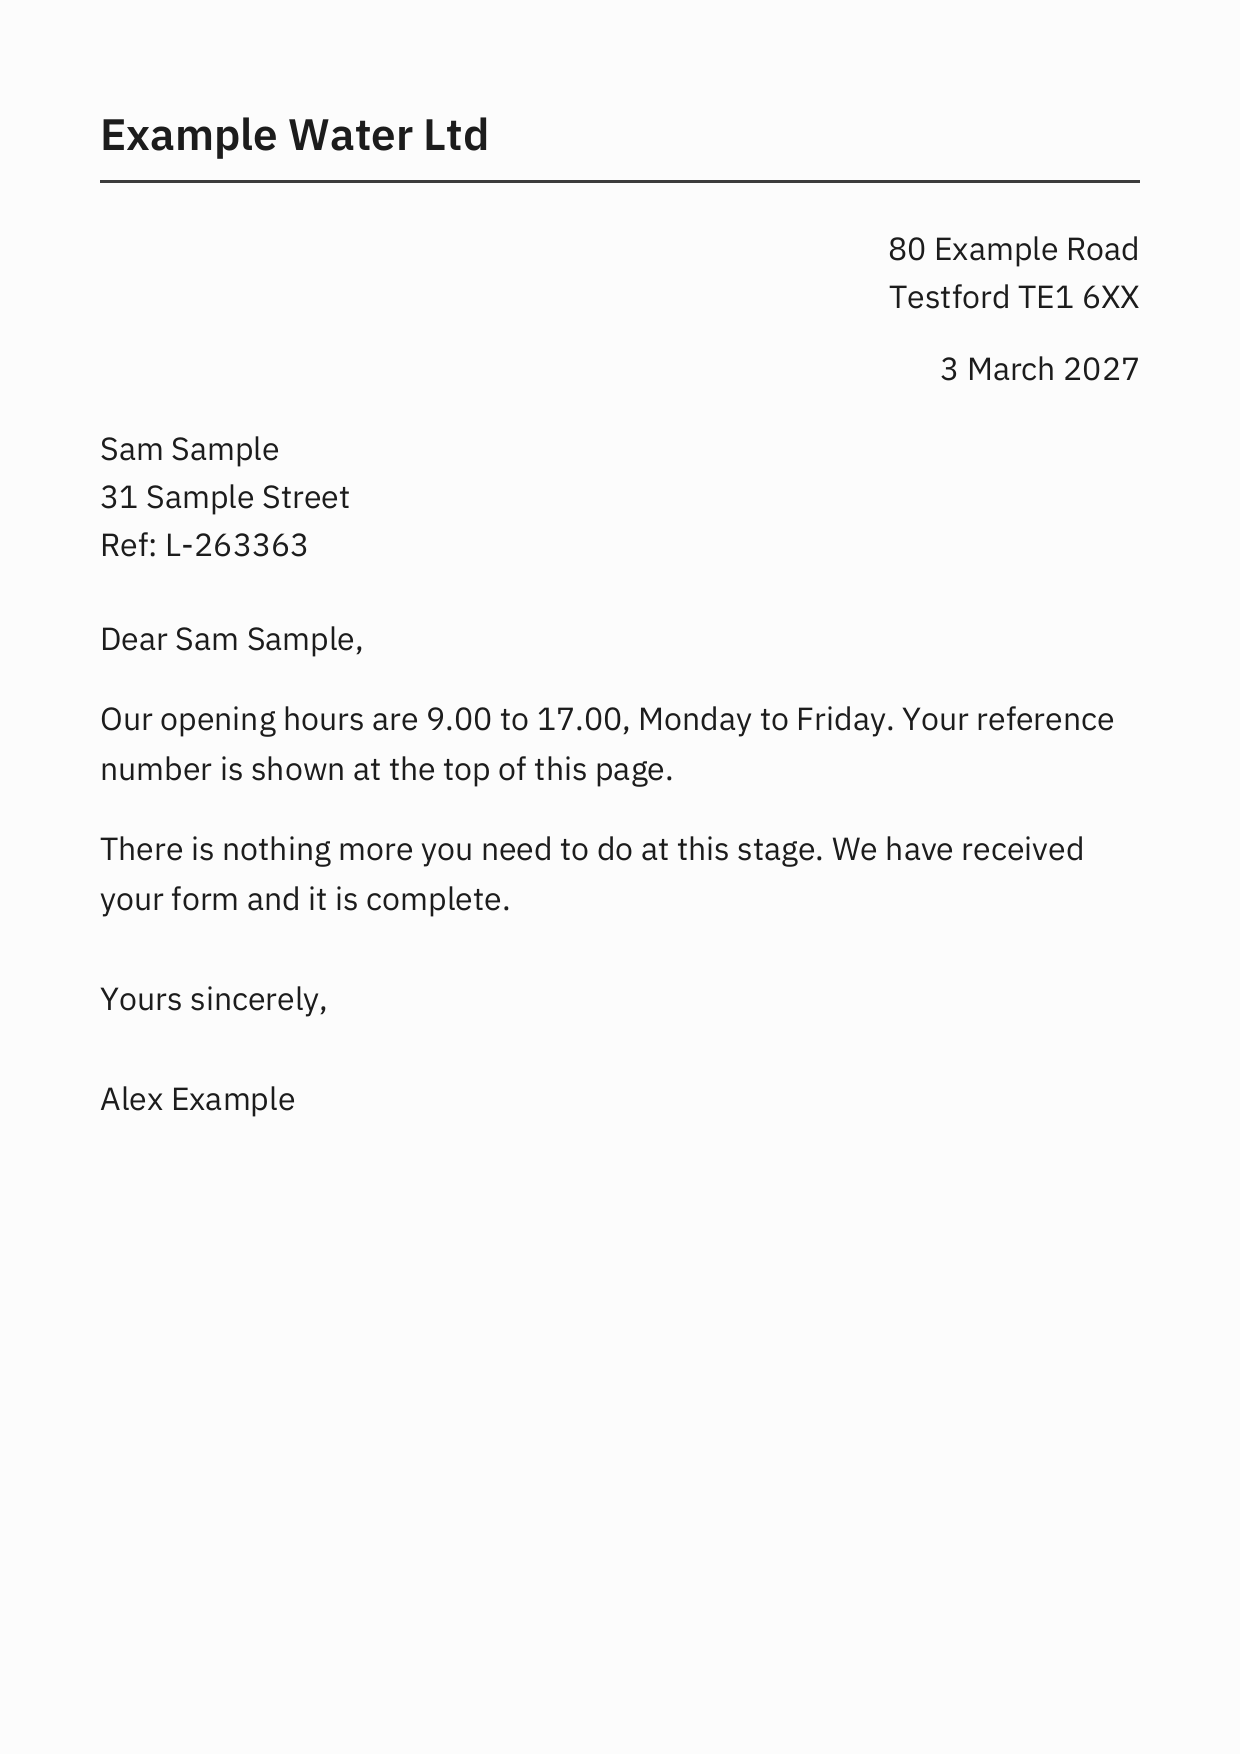 Example Water Ltd
80 Example Road
Testford TE1 6XX
3 March 2027
Sam Sample
31 Sample Street
Ref: L-263363
Dear Sam Sample,
Our opening hours are 9.00 to 17.00, Monday to Friday. Your reference
number is shown at the top of this page.
There is nothing more you need to do at this stage. We have received
your form and it is complete.
Yours sincerely,
Alex Example